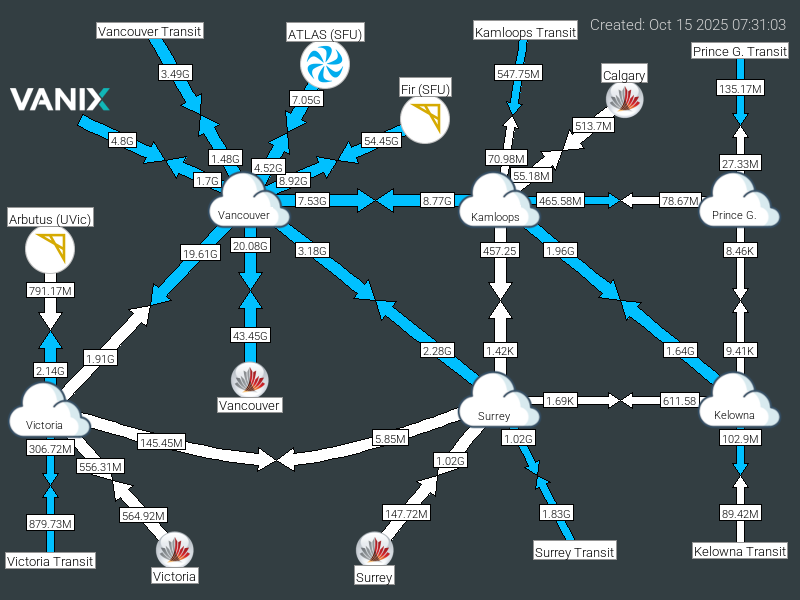 Created: Oct 15 2025 07:31:03
Vancouver Transit
ATLAS (SFU)
Kamloops Transit
Prince G. Transit
3.49G
547.75M
Calgary
135.17M
VANIX
7.05G
Fir (SFU)
513.7M
4.8G
54.45G
1.48G
70.98M
27.33M
4.52G
55.18M
1.7G
8.92G
7.53G
8.77G
465.58M
78.67M
Vancouver
Kamloops
Prince G.
Arbutus (UVic)
19.61G
20.08G
3.18G
457.25
1.96G
8.46K
791.17M
43.45G
1.91G
2.28G
1.42K
1.64G
9.41K
2.14G
Vancouver
1.69K
611.58
Victoria
Surrey
Kelowna
306.72M
145.45M
5.85M
1.02G
102.9M
556.31M
1.02G
879.73M
564.92M
147.72M
1.83G
89.42M
Victoria Transit
Victoria
Surrey
Surrey Transit
Kelowna Transit